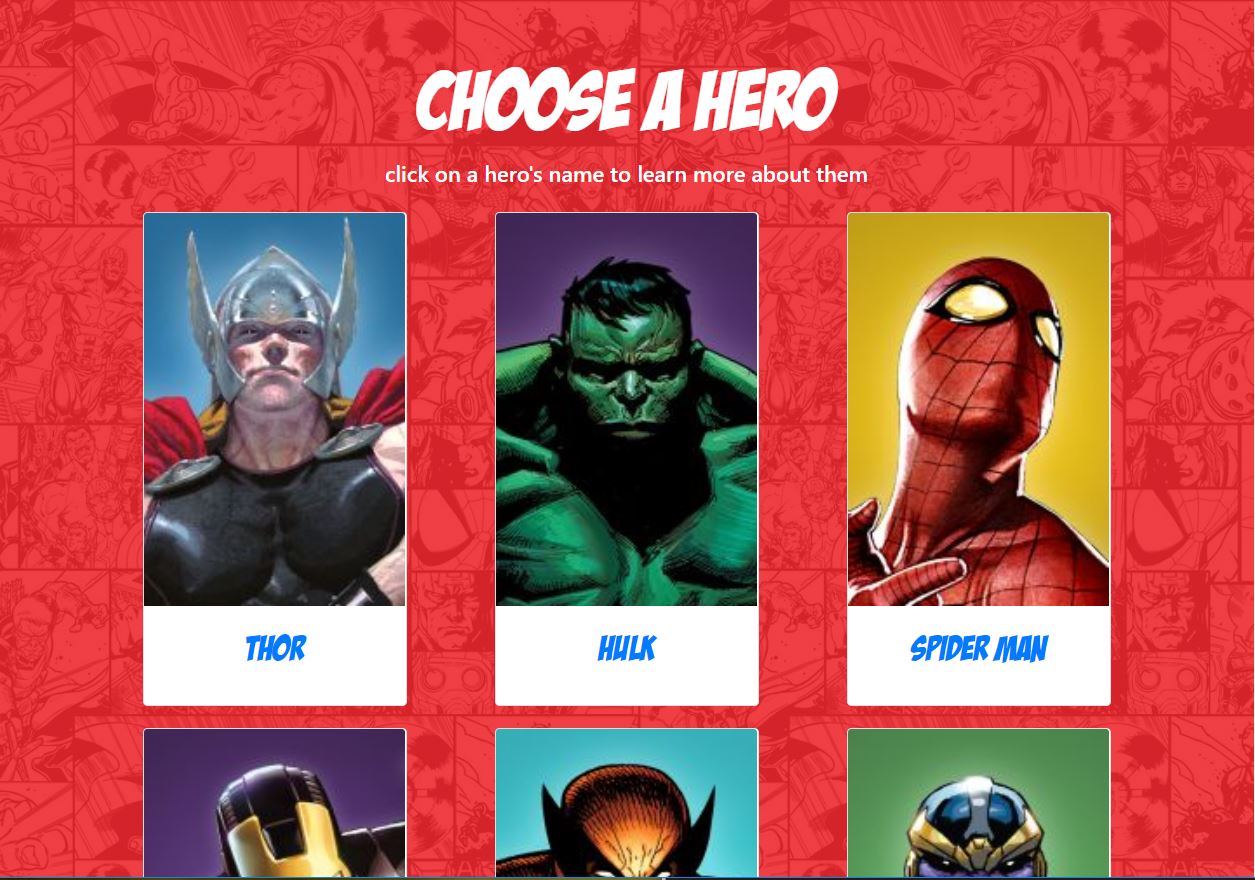 CHOOSE A HERO
click on a hero's name to learn more about them
THOR
HULK
SPIDER MAN